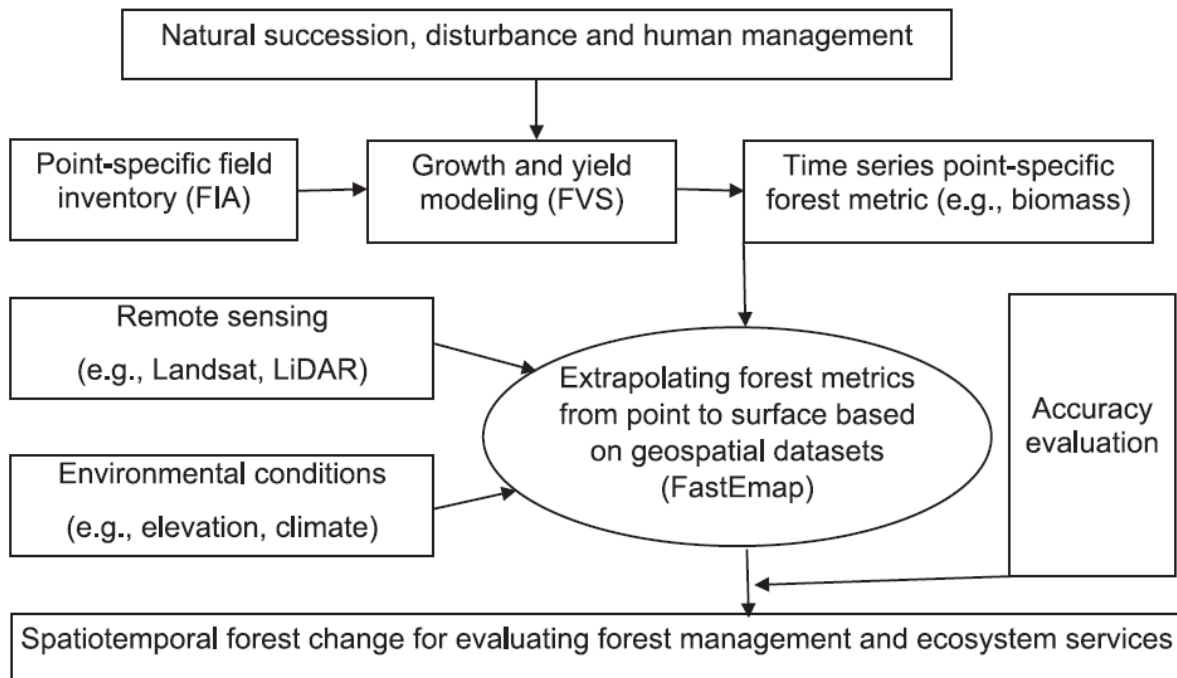 Natural succession, disturbance and human management
Point-specific field
inventory (FIA)
Growth and yield
modeling (FVS)
Time series point-specific
forest metric (e.g., biomass)
Remote sensing
(e.g., Landsat, LiDAR)
Extrapolating forest metrics
from point to surface based
on geospatial datasets
(FastEmap)
Accuracy
evaluation
Environmental conditions
(e.g., elevation, climate)
Spatiotemporal forest change for evaluating forest management and ecosystem services